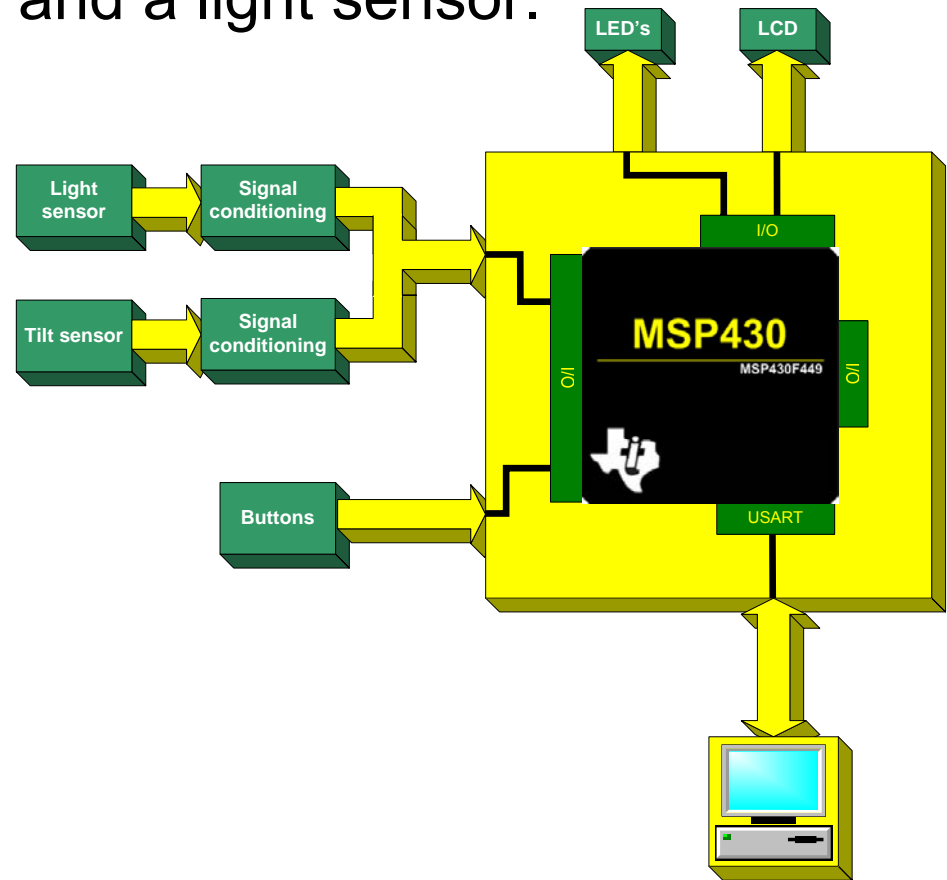 and a light sensor.
LED's
LCD
Light
sensor
Signal
conditioning
I/O
Tilt sensor
Signal
conditioning
MSP430
MSP430F449
I/O
I/O
Buttons
USART